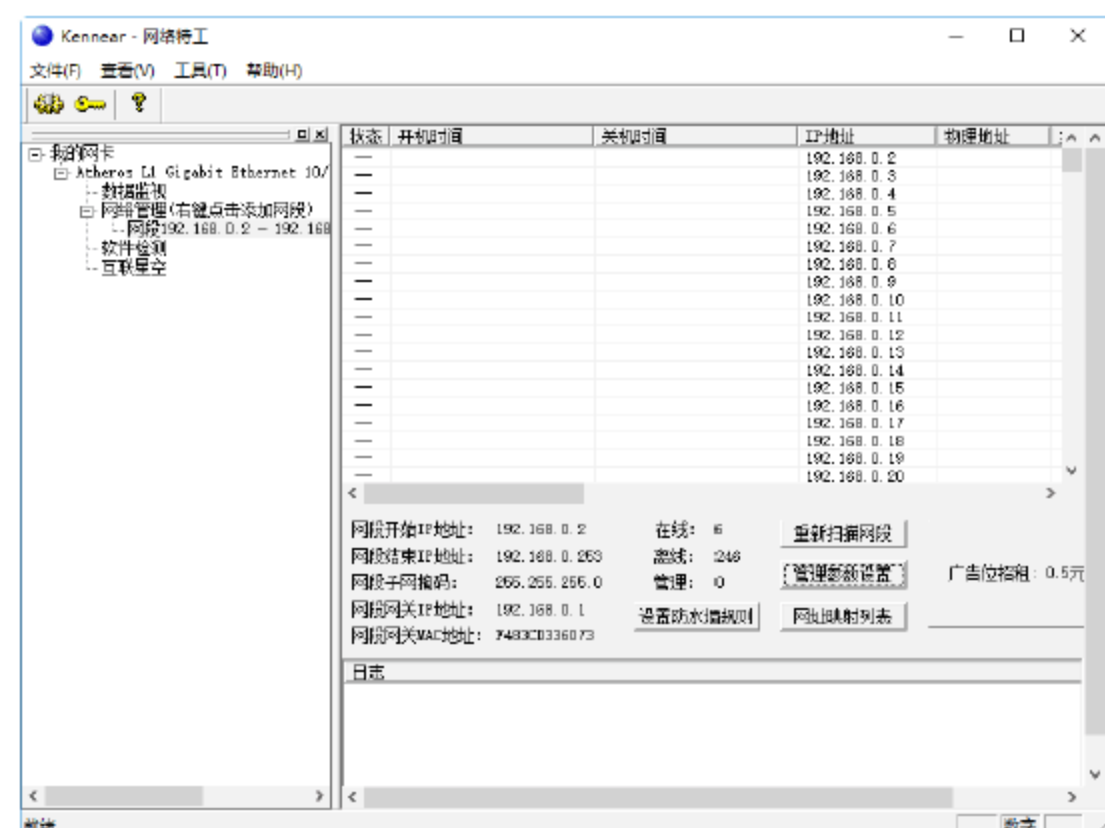 Kennear - 网络特工
文件(F) 查看(V) 工具(T) 帮助(H)
我的网卡
Atheros L1 Gigabit Ethernet 10/
数据监视
网络管理(右键点击添加网段)
网段192.168.0.2 - 192.168
软件检测
互联星空
状态 开机时间 关机时间 IP地址 物理地址
192.168.0.2
192.168.0.3
192.168.0.4
192.168.0.5
192.168.0.6
192.168.0.7
192.168.0.8
192.168.0.9
192.168.0.10
192.168.0.11
192.168.0.12
192.168.0.13
192.168.0.14
192.168.0.15
192.168.0.16
192.168.0.17
192.168.0.18
192.168.0.19
192.168.0.20
网段开始IP地址: 192.168.0.2 在线: 6 重新扫描网段
网段结束IP地址: 192.168.0.253 离线: 246 管理参数设置 广告位招租: 0.5元
网段子网掩码: 255.255.255.0 管理: 0
网段网关IP地址: 192.168.0.1 设置防水墙规则 网址映射列表
网段网关MAC地址: F483CD336073
日志
数字